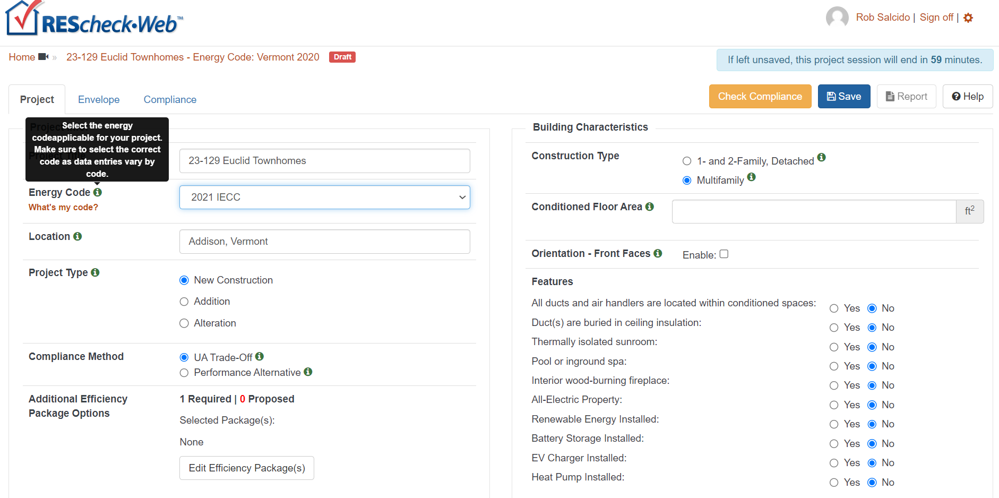 REScheck•Web™
Rob Salcido | Sign off |
Home » 23-129 Euclid Townhomes - Energy Code: Vermont 2020 Draft
If left unsaved, this project session will end in 59 minutes.
Project Envelope Compliance
Check Compliance Save Report Help
Select the energy
codeapplicable for your project.
Make sure to select the correct
code as data entries vary by
code.
Project Title
23-129 Euclid Townhomes
Energy Code
What's my code?
2021 IECC
Location
Addison, Vermont
Project Type
New Construction
Addition
Alteration
Compliance Method
UA Trade-Off
Performance Alternative
Additional Efficiency
Package Options
1 Required | 0 Proposed
Selected Package(s):
None
Edit Efficiency Package(s)
Building Characteristics
Construction Type
1- and 2-Family, Detached
Multifamily
Conditioned Floor Area
ft²
Orientation - Front Faces
Enable:
Features
All ducts and air handlers are located within conditioned spaces: Yes No
Duct(s) are buried in ceiling insulation: Yes No
Thermally isolated sunroom: Yes No
Pool or inground spa: Yes No
Interior wood-burning fireplace: Yes No
All-Electric Property: Yes No
Renewable Energy Installed: Yes No
Battery Storage Installed: Yes No
EV Charger Installed: Yes No
Heat Pump Installed: Yes No